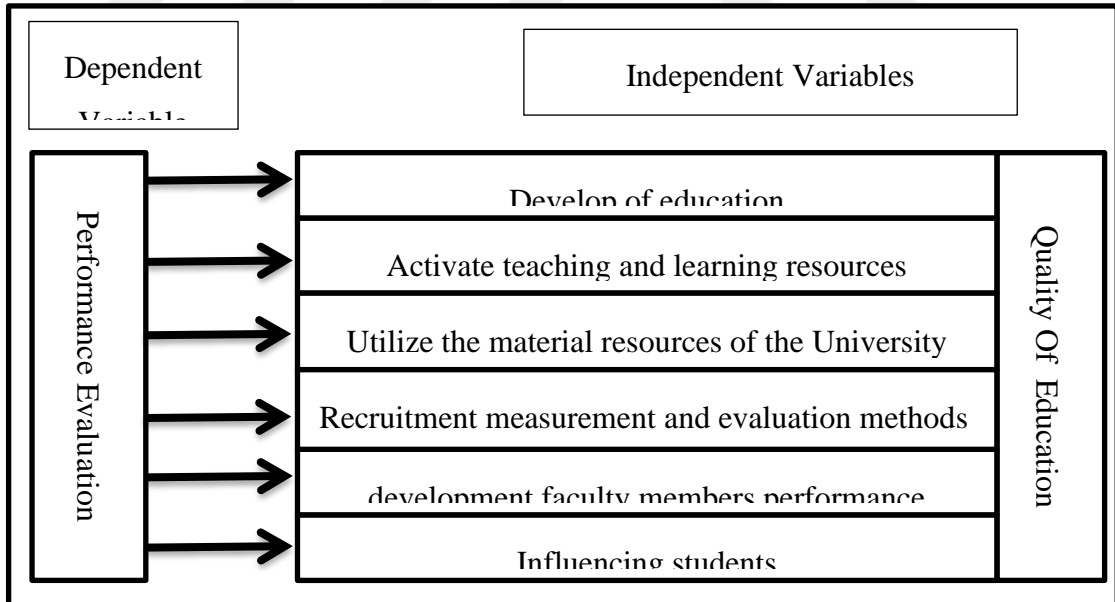 Dependent
Variable
Independent Variables
Performance Evaluation
Develop of education
Activate teaching and learning resources
Utilize the material resources of the University
Recruitment measurement and evaluation methods
development faculty members performance
Influencing students
Quality Of Education